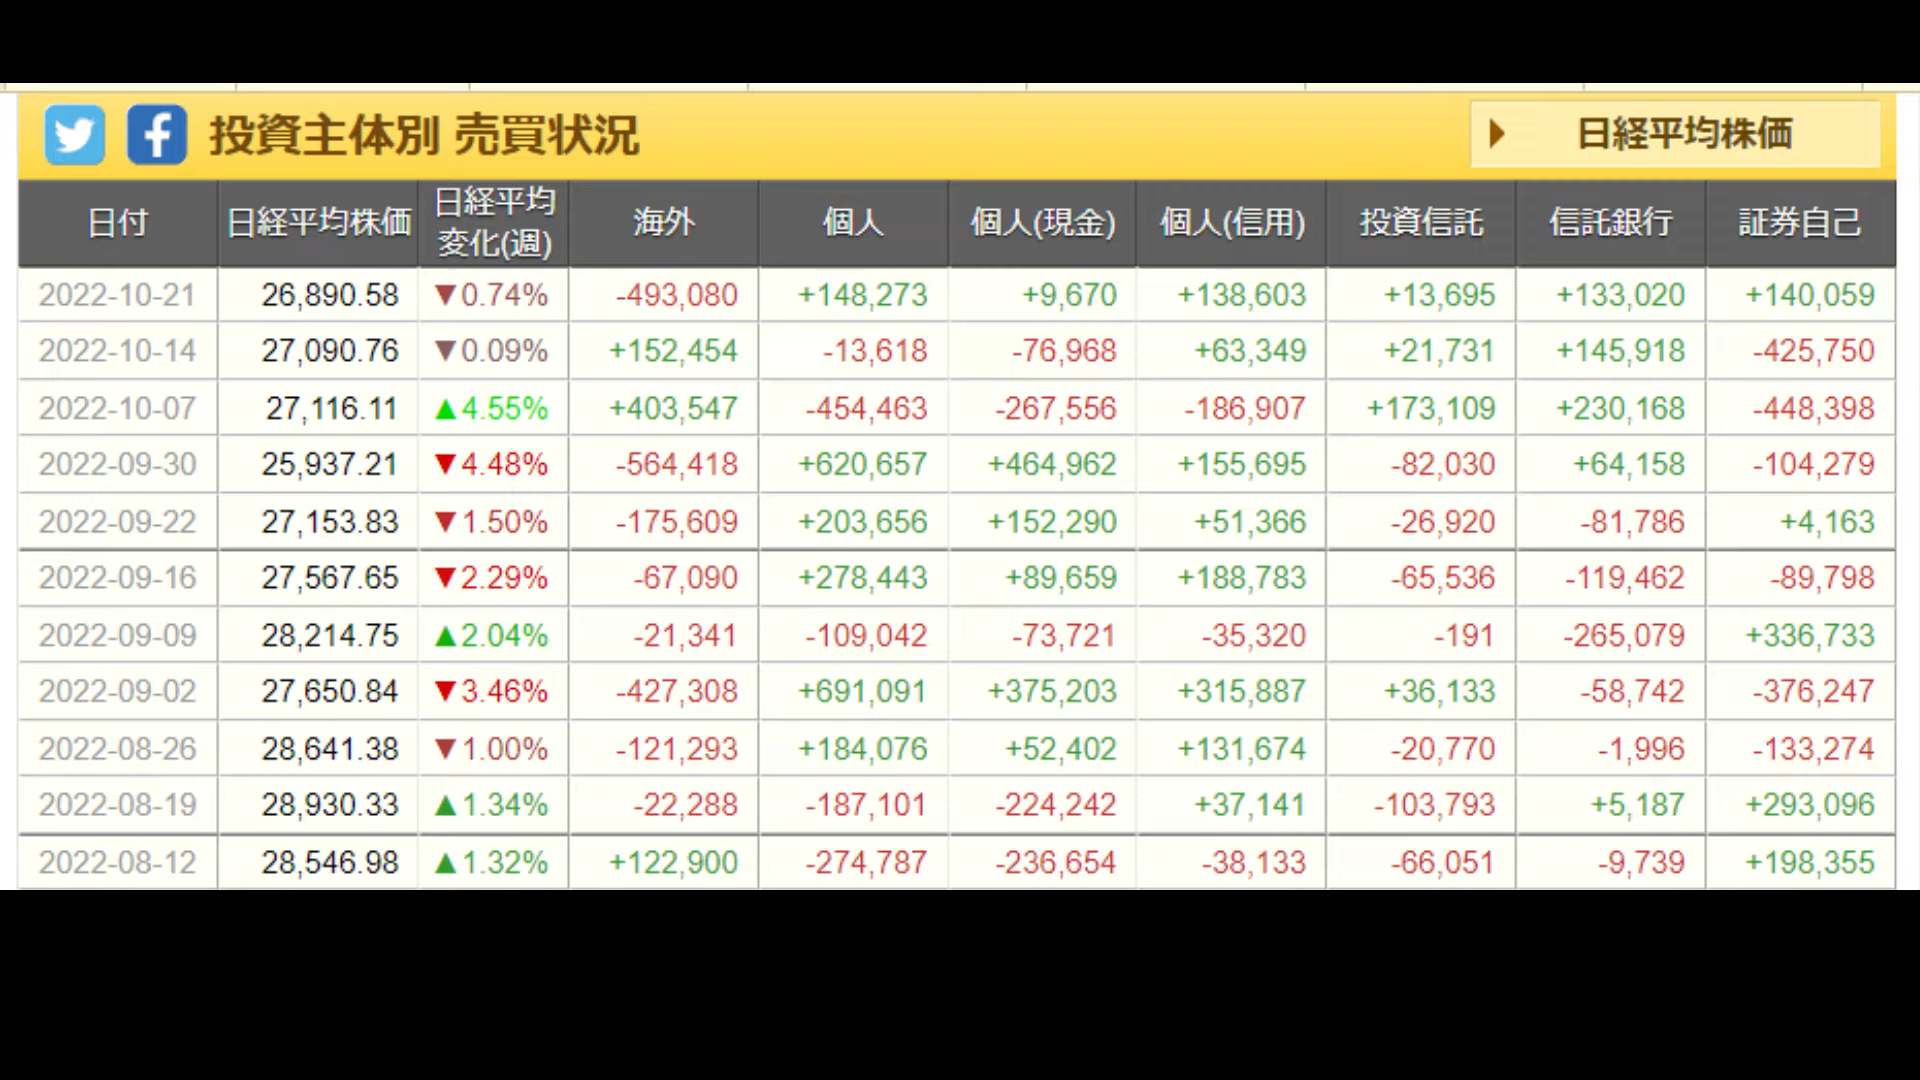 投資主体別 売買状況
日経平均株価
日付 日経平均株価 日経平均変化(週) 海外 個人 個人(現金) 個人(信用) 投資信託 信託銀行 証券自己
2022-10-21 26,890.58 ▼0.74% -493,080 +148,273 +9,670 +138,603 +13,695 +133,020 +140,059
2022-10-14 27,090.76 ▼0.09% +152,454 -13,618 -76,968 +63,349 +21,731 +145,918 -425,750
2022-10-07 27,116.11 ▲4.55% +403,547 -454,463 -267,556 -186,907 +173,109 +230,168 -448,398
2022-09-30 25,937.21 ▼4.48% -564,418 +620,657 +464,962 +155,695 -82,030 +64,158 -104,279
2022-09-22 27,153.83 ▼1.50% -175,609 +203,656 +152,290 +51,366 -26,920 -81,786 +4,163
2022-09-16 27,567.65 ▼2.29% -67,090 +278,443 +89,659 +188,783 -65,536 -119,462 -89,798
2022-09-09 28,214.75 ▲2.04% -21,341 -109,042 -73,721 -35,320 -191 -265,079 +336,733
2022-09-02 27,650.84 ▼3.46% -427,308 +691,091 +375,203 +315,887 +36,133 -58,742 -376,247
2022-08-26 28,641.38 ▼1.00% -121,293 +184,076 +52,402 +131,674 -20,770 -1,996 -133,274
2022-08-19 28,930.33 ▲1.34% -22,288 -187,101 -224,242 +37,141 -103,793 +5,187 +293,096
2022-08-12 28,546.98 ▲1.32% +122,900 -274,787 -236,654 -38,133 -66,051 -9,739 +198,355